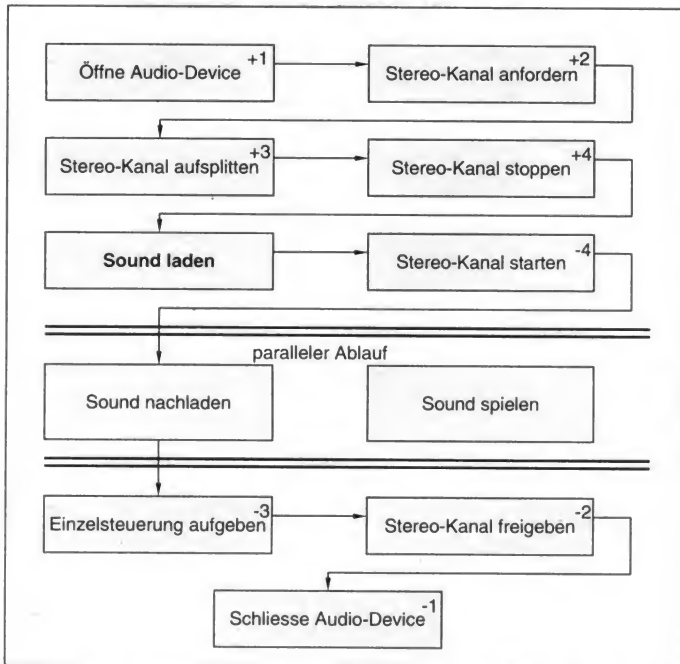 Öffne Audio-Device +1
Stereo-Kanal anfordern +2
Stereo-Kanal aufsplitten +3
Stereo-Kanal stoppen +4
Sound laden
Stereo-Kanal starten -4
paralleler Ablauf
Sound nachladen
Sound spielen
Einzelsteuerung aufgeben -3
Stereo-Kanal freigeben -2
Schliesse Audio-Device -1